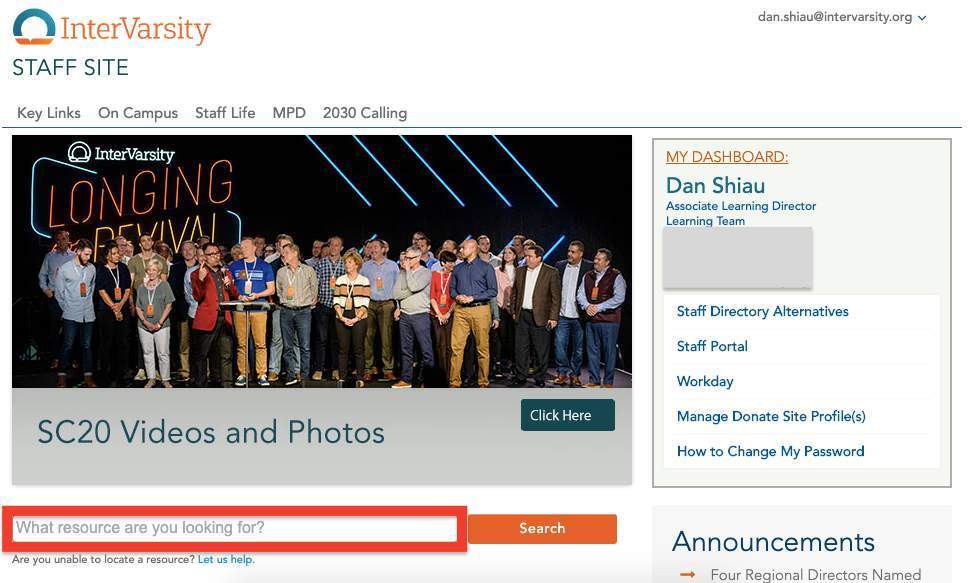 InterVarsity
dan.shiau@intervarsity.org
STAFF SITE
Key Links On Campus Staff Life MPD 2030 Calling
InterVarsity
LONGING
REVIVAL
MY DASHBOARD:
Dan Shiau
Associate Learning Director
Learning Team
Staff Directory Alternatives
Staff Portal
Workday
Manage Donate Site Profile(s)
How to Change My Password
SC20 Videos and Photos
Click Here
What resource are you looking for?
Search
Are you unable to locate a resource? Let us help.
Announcements
Four Regional Directors Named